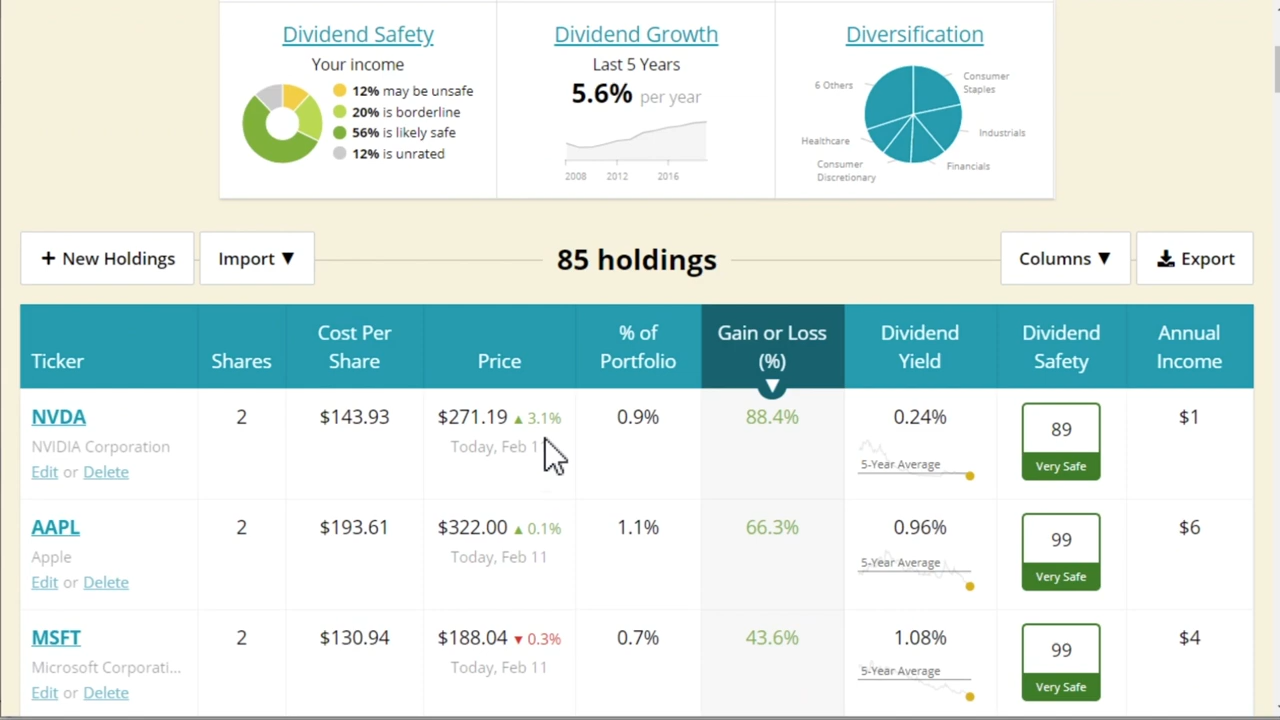 Dividend Safety
Your income
12% may be unsafe
20% is borderline
56% is likely safe
12% is unrated
Dividend Growth
Last 5 Years
5.6% per year
2008 2012 2016
Diversification
6 Others
Consumer
Staples
Industrials
Healthcare
Consumer
Discretionary
Financials
+ New Holdings
Import ▼
85 holdings
Columns ▼
Export
Ticker
Shares
Cost Per
Share
Price
% of
Portfolio
Gain or Loss
(%)
Dividend
Yield
Dividend
Safety
Annual
Income
NVDA 2 $143.93 $271.19 ▲ 3.1% 0.9% 88.4% 0.24% 89 $1
NVIDIA Corporation Today, Feb 1
5-Year Average Very Safe
Edit or Delete
AAPL 2 $193.61 $322.00 ▲ 0.1% 1.1% 66.3% 0.96% 99 $6
Apple Today, Feb 11
5-Year Average Very Safe
Edit or Delete
MSFT 2 $130.94 $188.04 ▼ 0.3% 0.7% 43.6% 1.08% 99 $4
Microsoft Corporati... Today, Feb 11
5-Year Average Very Safe
Edit or Delete